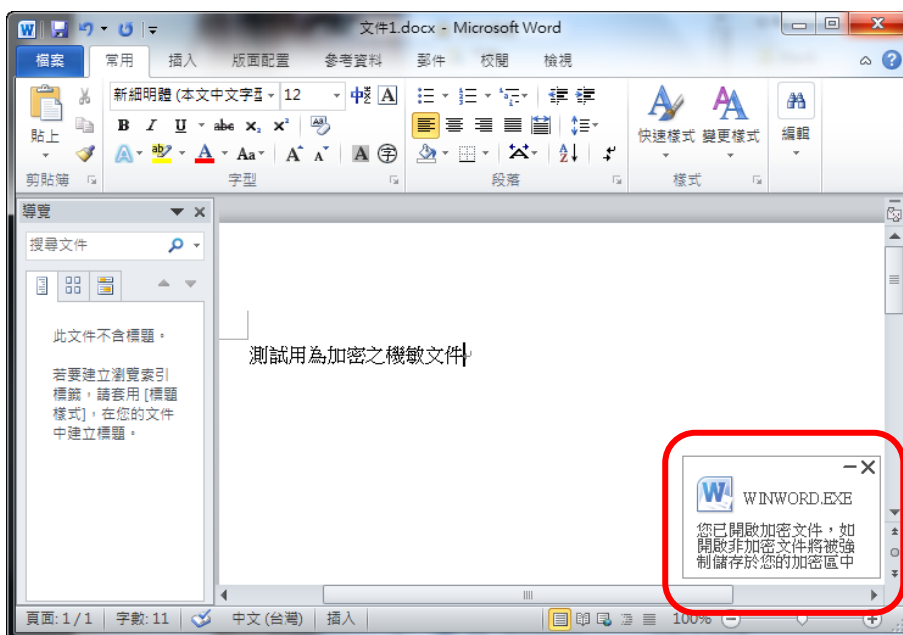 文件1.docx - Microsoft Word
檔案 常用 插入 版面配置 參考資料 郵件 校閱 檢視
新細明體 (本文中文字型 12
貼上
B I U abc x₂ x²
Aa
快速樣式 變更樣式 編輯
剪貼簿 字型 段落 樣式
導覽
搜尋文件
此文件不含標題。
若要建立瀏覽索引
標籤，請套用 [標題
樣式]，在您的文件
中建立標題。
測試用為加密之機敏文件
WINWORD.EXE
您已開啟加密文件，如
開啟非加密文件將被強
制儲存於您的加密區中
頁面: 1 / 1 字數: 11 中文 (台灣) 插入 100%